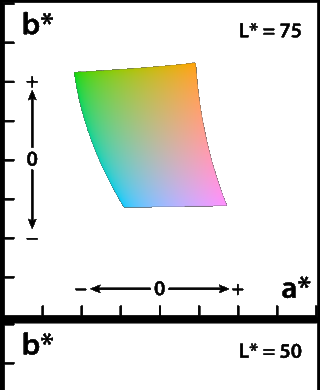 b*
L* = 75
+
0
−
− 0 +
a*
b*
L* = 50